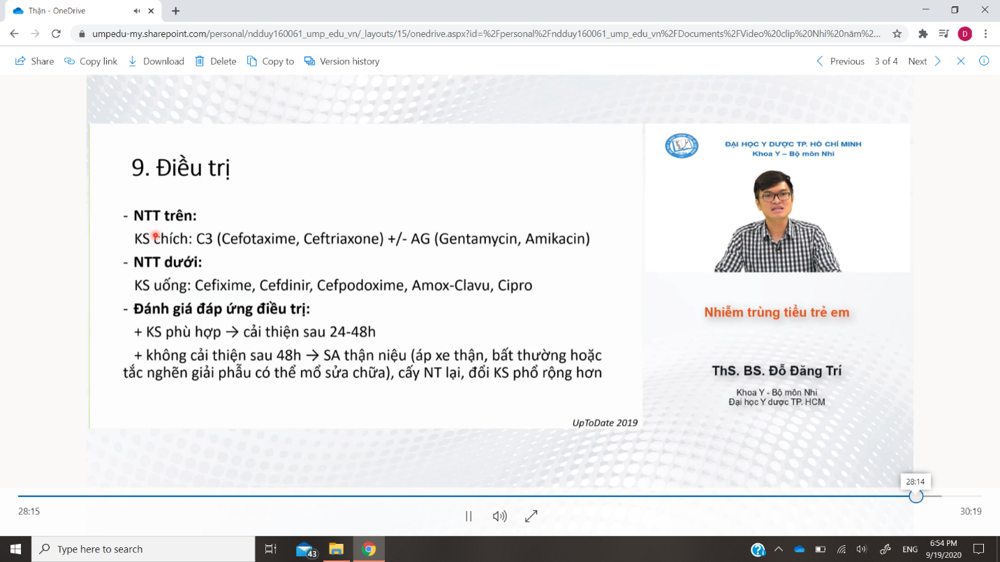 Thận - OneDrive
umpedu-my.sharepoint.com/personal/ndduy160061_ump_edu_vn/_layouts/15/onedrive.aspx?id=%2Fpersonal%2Fndduy160061_ump_edu_vn%2FDocuments%2FVideo%20clip%20Nhi%20năm%2...
D
Share Copy link Download Delete Copy to Version history Previous 3 of 4 Next
ĐẠI HỌC Y DƯỢC TP. HỒ CHÍ MINH
Khoa Y – Bộ môn Nhi
9. Điều trị
- NTT trên:
KS chích: C3 (Cefotaxime, Ceftriaxone) +/- AG (Gentamycin, Amikacin)
- NTT dưới:
KS uống: Cefixime, Cefdinir, Cefpodoxime, Amox-Clavu, Cipro
- Đánh giá đáp ứng điều trị:
+ KS phù hợp → cải thiện sau 24-48h
+ không cải thiện sau 48h → SA thận niệu (áp xe thận, bất thường hoặc
tắc nghẽn giải phẫu có thể mổ sửa chữa), cấy NT lại, đổi KS phổ rộng hơn
UpToDate 2019
Nhiễm trùng tiểu trẻ em
ThS. BS. Đỗ Đăng Trí
Khoa Y - Bộ môn Nhi
Đại học Y dược TP. HCM
28:14
28:15 30:19
Type here to search
43
ENG
6:54 PM
9/19/2020